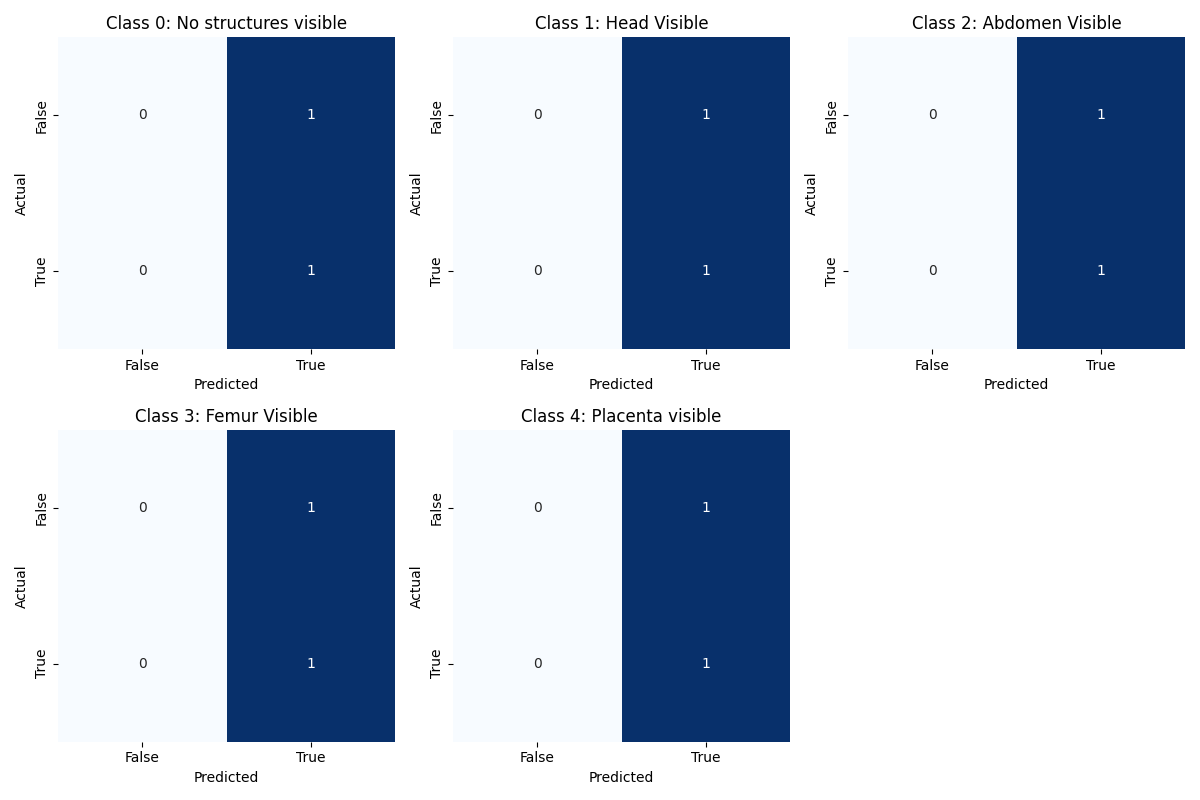 Class 0: No structures visible
False
0
1
Actual
True
0
1
False
True
Predicted
Class 1: Head Visible
False
0
1
Actual
True
0
1
False
True
Predicted
Class 2: Abdomen Visible
False
0
1
Actual
True
0
1
False
True
Predicted
Class 3: Femur Visible
False
0
1
Actual
True
0
1
False
True
Predicted
Class 4: Placenta visible
False
0
1
Actual
True
0
1
False
True
Predicted